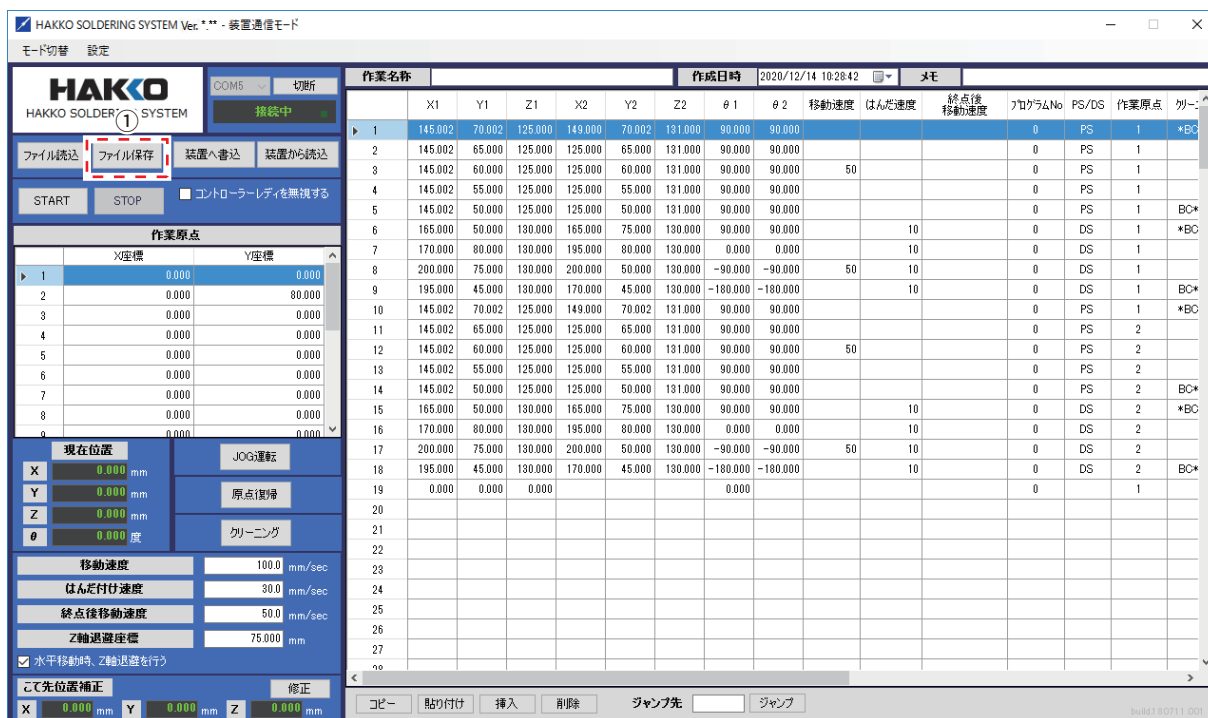 HAKKO SOLDERING SYSTEM Ver. *.** - 装置通信モード
モード切替 設定
HAKKO
HAKKO SOLDERING SYSTEM
①
COM5 切断
接続中
ファイル読込 ファイル保存 装置へ書込 装置から読込
START STOP コントローラーレディを無視する
作業原点
X座標 Y座標
1 0.000 0.000
2 0.000 80.000
3 0.000 0.000
4 0.000 0.000
5 0.000 0.000
6 0.000 0.000
7 0.000 0.000
8 0.000 0.000
9 0.000 0.000
現在位置
X 0.000 mm
Y 0.000 mm
Z 0.000 mm
θ 0.000 度
JOG運転
原点復帰
クリーニング
移動速度 100.0 mm/sec
はんだ付け速度 30.0 mm/sec
終点後移動速度 50.0 mm/sec
Z軸退避座標 75.000 mm
水平移動時、Z軸退避を行う
こて先位置補正 修正
X 0.000 mm Y 0.000 mm Z 0.000 mm
作業名称 作成日時 2020/12/14 10:28:42 メモ
X1 Y1 Z1 X2 Y2 Z2 θ1 θ2 移動速度 はんだ速度 終点後移動速度 プログラムNo PS/DS 作業原点 クリーニ
1 145.002 70.002 125.000 149.000 70.002 131.000 90.000 90.000 0 PS 1 *BC
2 145.002 65.000 125.000 125.000 65.000 131.000 90.000 90.000 0 PS 1
3 145.002 60.000 125.000 125.000 60.000 131.000 90.000 90.000 50 0 PS 1
4 145.002 55.000 125.000 125.000 55.000 131.000 90.000 90.000 0 PS 1
5 145.002 50.000 125.000 125.000 50.000 131.000 90.000 90.000 0 PS 1 BC*
6 165.000 50.000 130.000 165.000 75.000 130.000 90.000 90.000 10 0 DS 1 *BC
7 170.000 80.000 130.000 195.000 80.000 130.000 0.000 0.000 10 0 DS 1
8 200.000 75.000 130.000 200.000 50.000 130.000 -90.000 -90.000 50 10 0 DS 1
9 195.000 45.000 130.000 170.000 45.000 130.000 -180.000 -180.000 10 0 DS 1 BC*
10 145.002 70.002 125.000 149.000 70.002 131.000 90.000 90.000 0 PS 1 *BC
11 145.002 65.000 125.000 125.000 65.000 131.000 90.000 90.000 0 PS 2
12 145.002 60.000 125.000 125.000 60.000 131.000 90.000 90.000 50 0 PS 2
13 145.002 55.000 125.000 125.000 55.000 131.000 90.000 90.000 0 PS 2
14 145.002 50.000 125.000 125.000 50.000 131.000 90.000 90.000 0 PS 2 BC*
15 165.000 50.000 130.000 165.000 75.000 130.000 90.000 90.000 10 0 DS 2 *BC
16 170.000 80.000 130.000 195.000 80.000 130.000 0.000 0.000 10 0 DS 2
17 200.000 75.000 130.000 200.000 50.000 130.000 -90.000 -90.000 50 10 0 DS 2
18 195.000 45.000 130.000 170.000 45.000 130.000 -180.000 -180.000 10 0 DS 2 BC*
19 0.000 0.000 0.000 0.000 0 1
20
21
22
23
24
25
26
27
28
コピー 貼り付け 挿入 削除 ジャンプ先 ジャンプ
build:180711.001